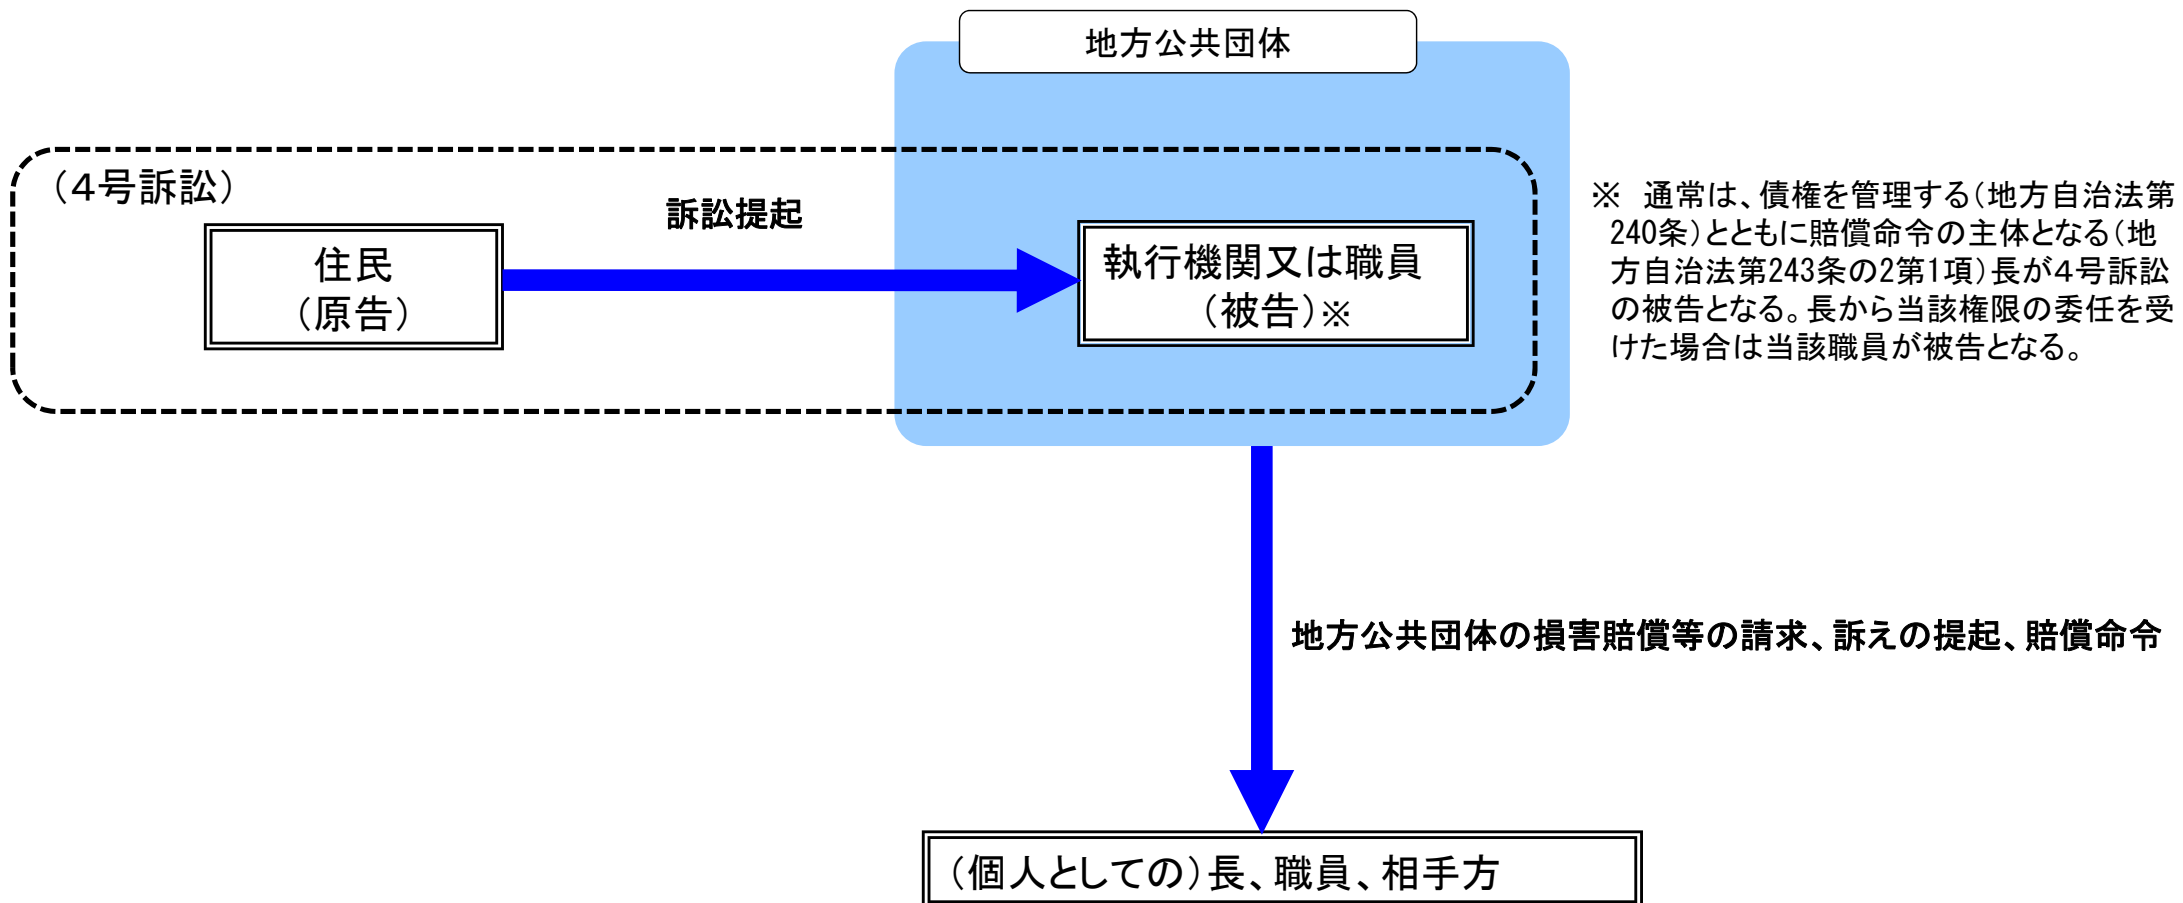 地方公共団体
（４号訴訟）
訴訟提起
住民
（原告）
執行機関又は職員
（被告）※
※　通常は、債権を管理する（地方自治法第
240条）とともに賠償命令の主体となる（地
方自治法第243条の2第1項）長が４号訴訟
の被告となる。長から当該権限の委任を受
けた場合は当該職員が被告となる。
地方公共団体の損害賠償等の請求、訴えの提起、賠償命令
（個人としての）長、職員、相手方